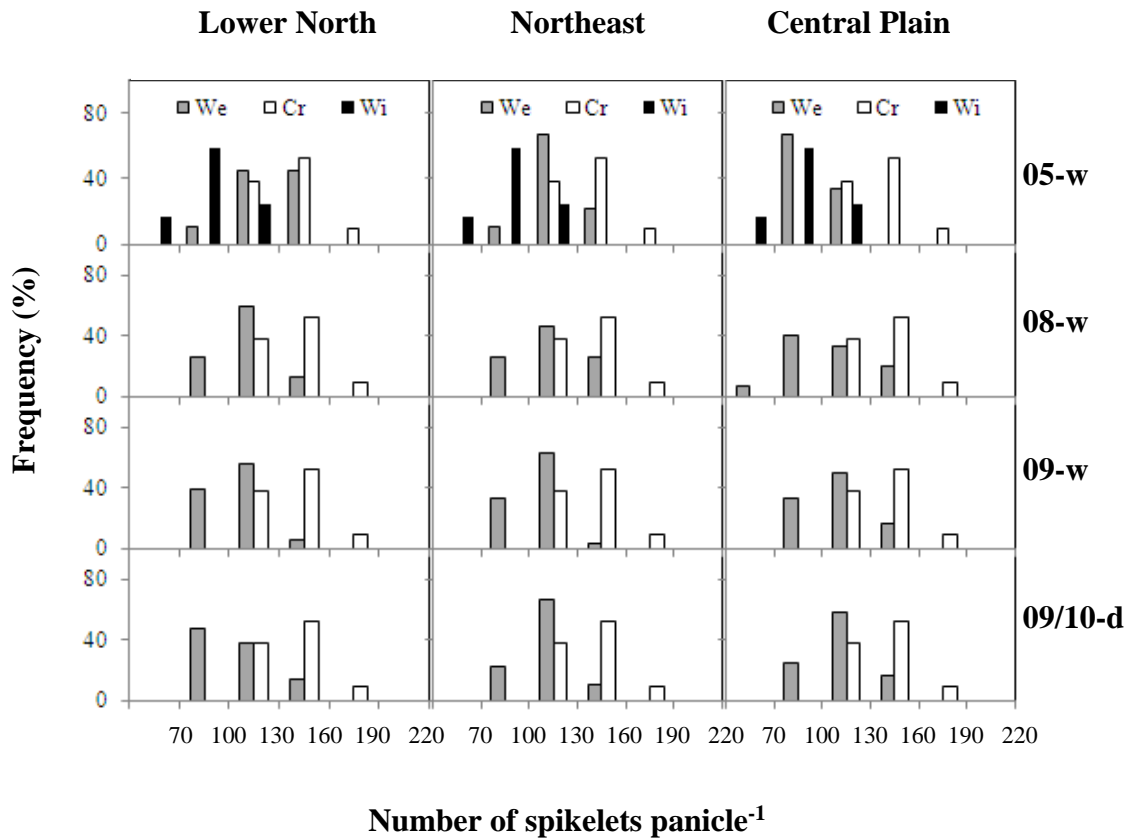 Lower North Northeast Central Plain
We Cr Wi We Cr Wi We Cr Wi
80
40
0
05-w
80
40
0
08-w
Frequency (%)
80
40
0
09-w
80
40
0
09/10-d
70 100 130 160 190 220 70 100 130 160 190 220 70 100 130 160 190 220
Number of spikelets panicle-1